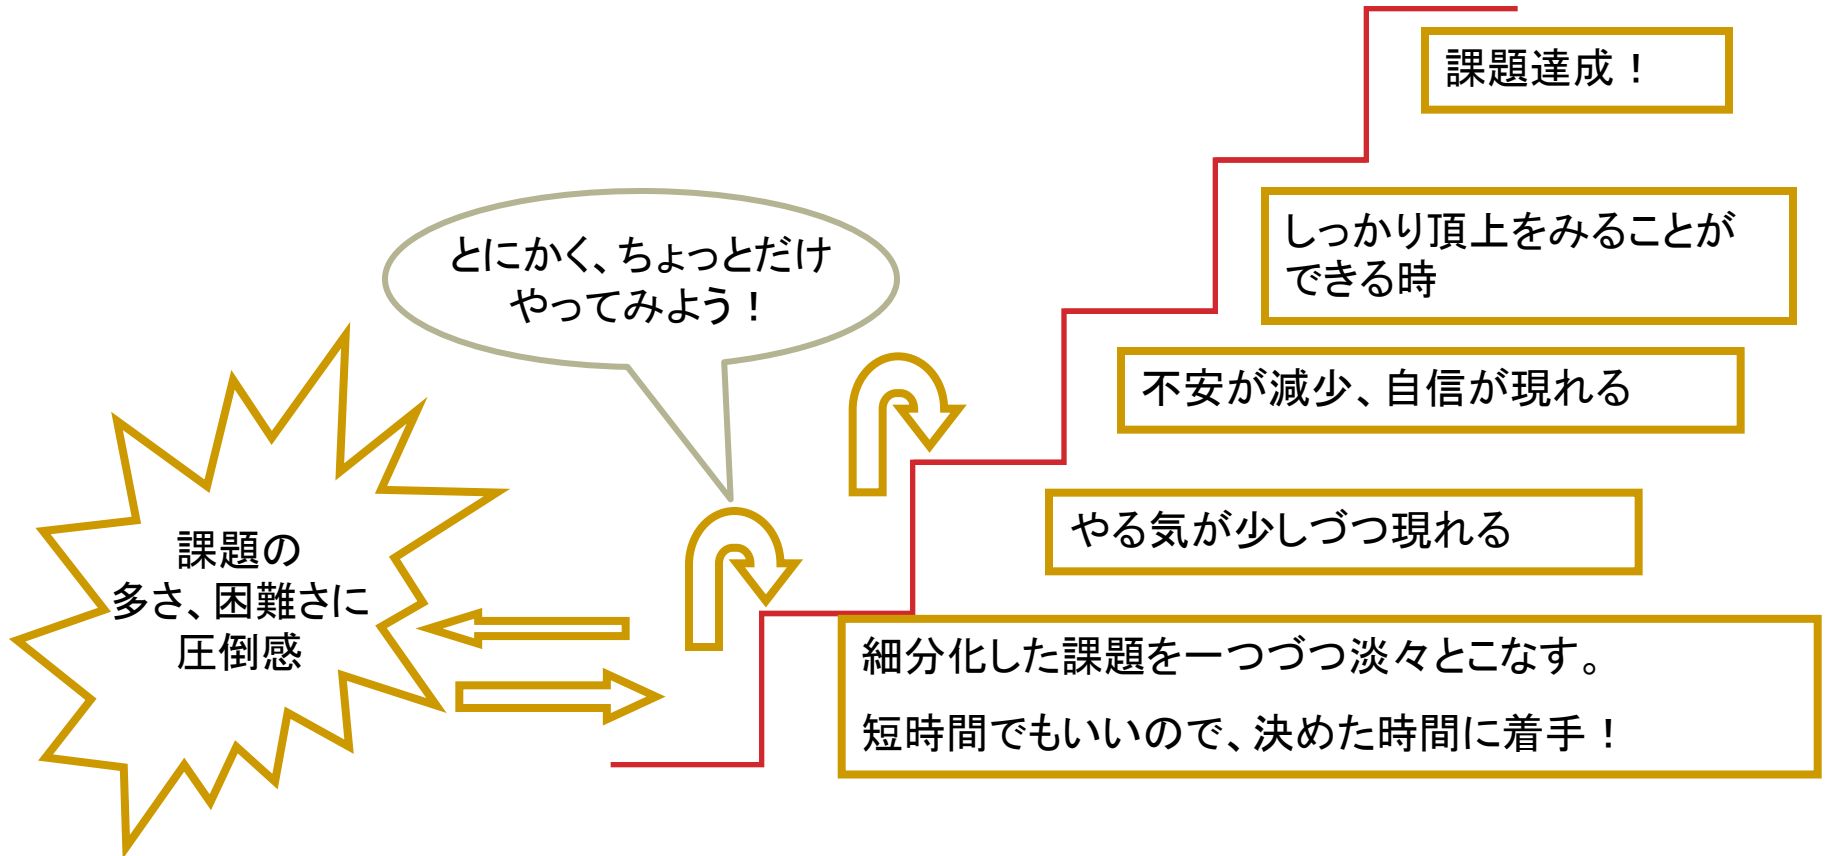 課題達成！
しっかり頂上をみることが
できる時
とにかく、ちょっとだけ
やってみよう！
不安が減少、自信が現れる
やる気が少しづつ現れる
課題の
多さ、困難さに
圧倒感
細分化した課題を一つづつ淡々とこなす。
短時間でもいいので、決めた時間に着手！